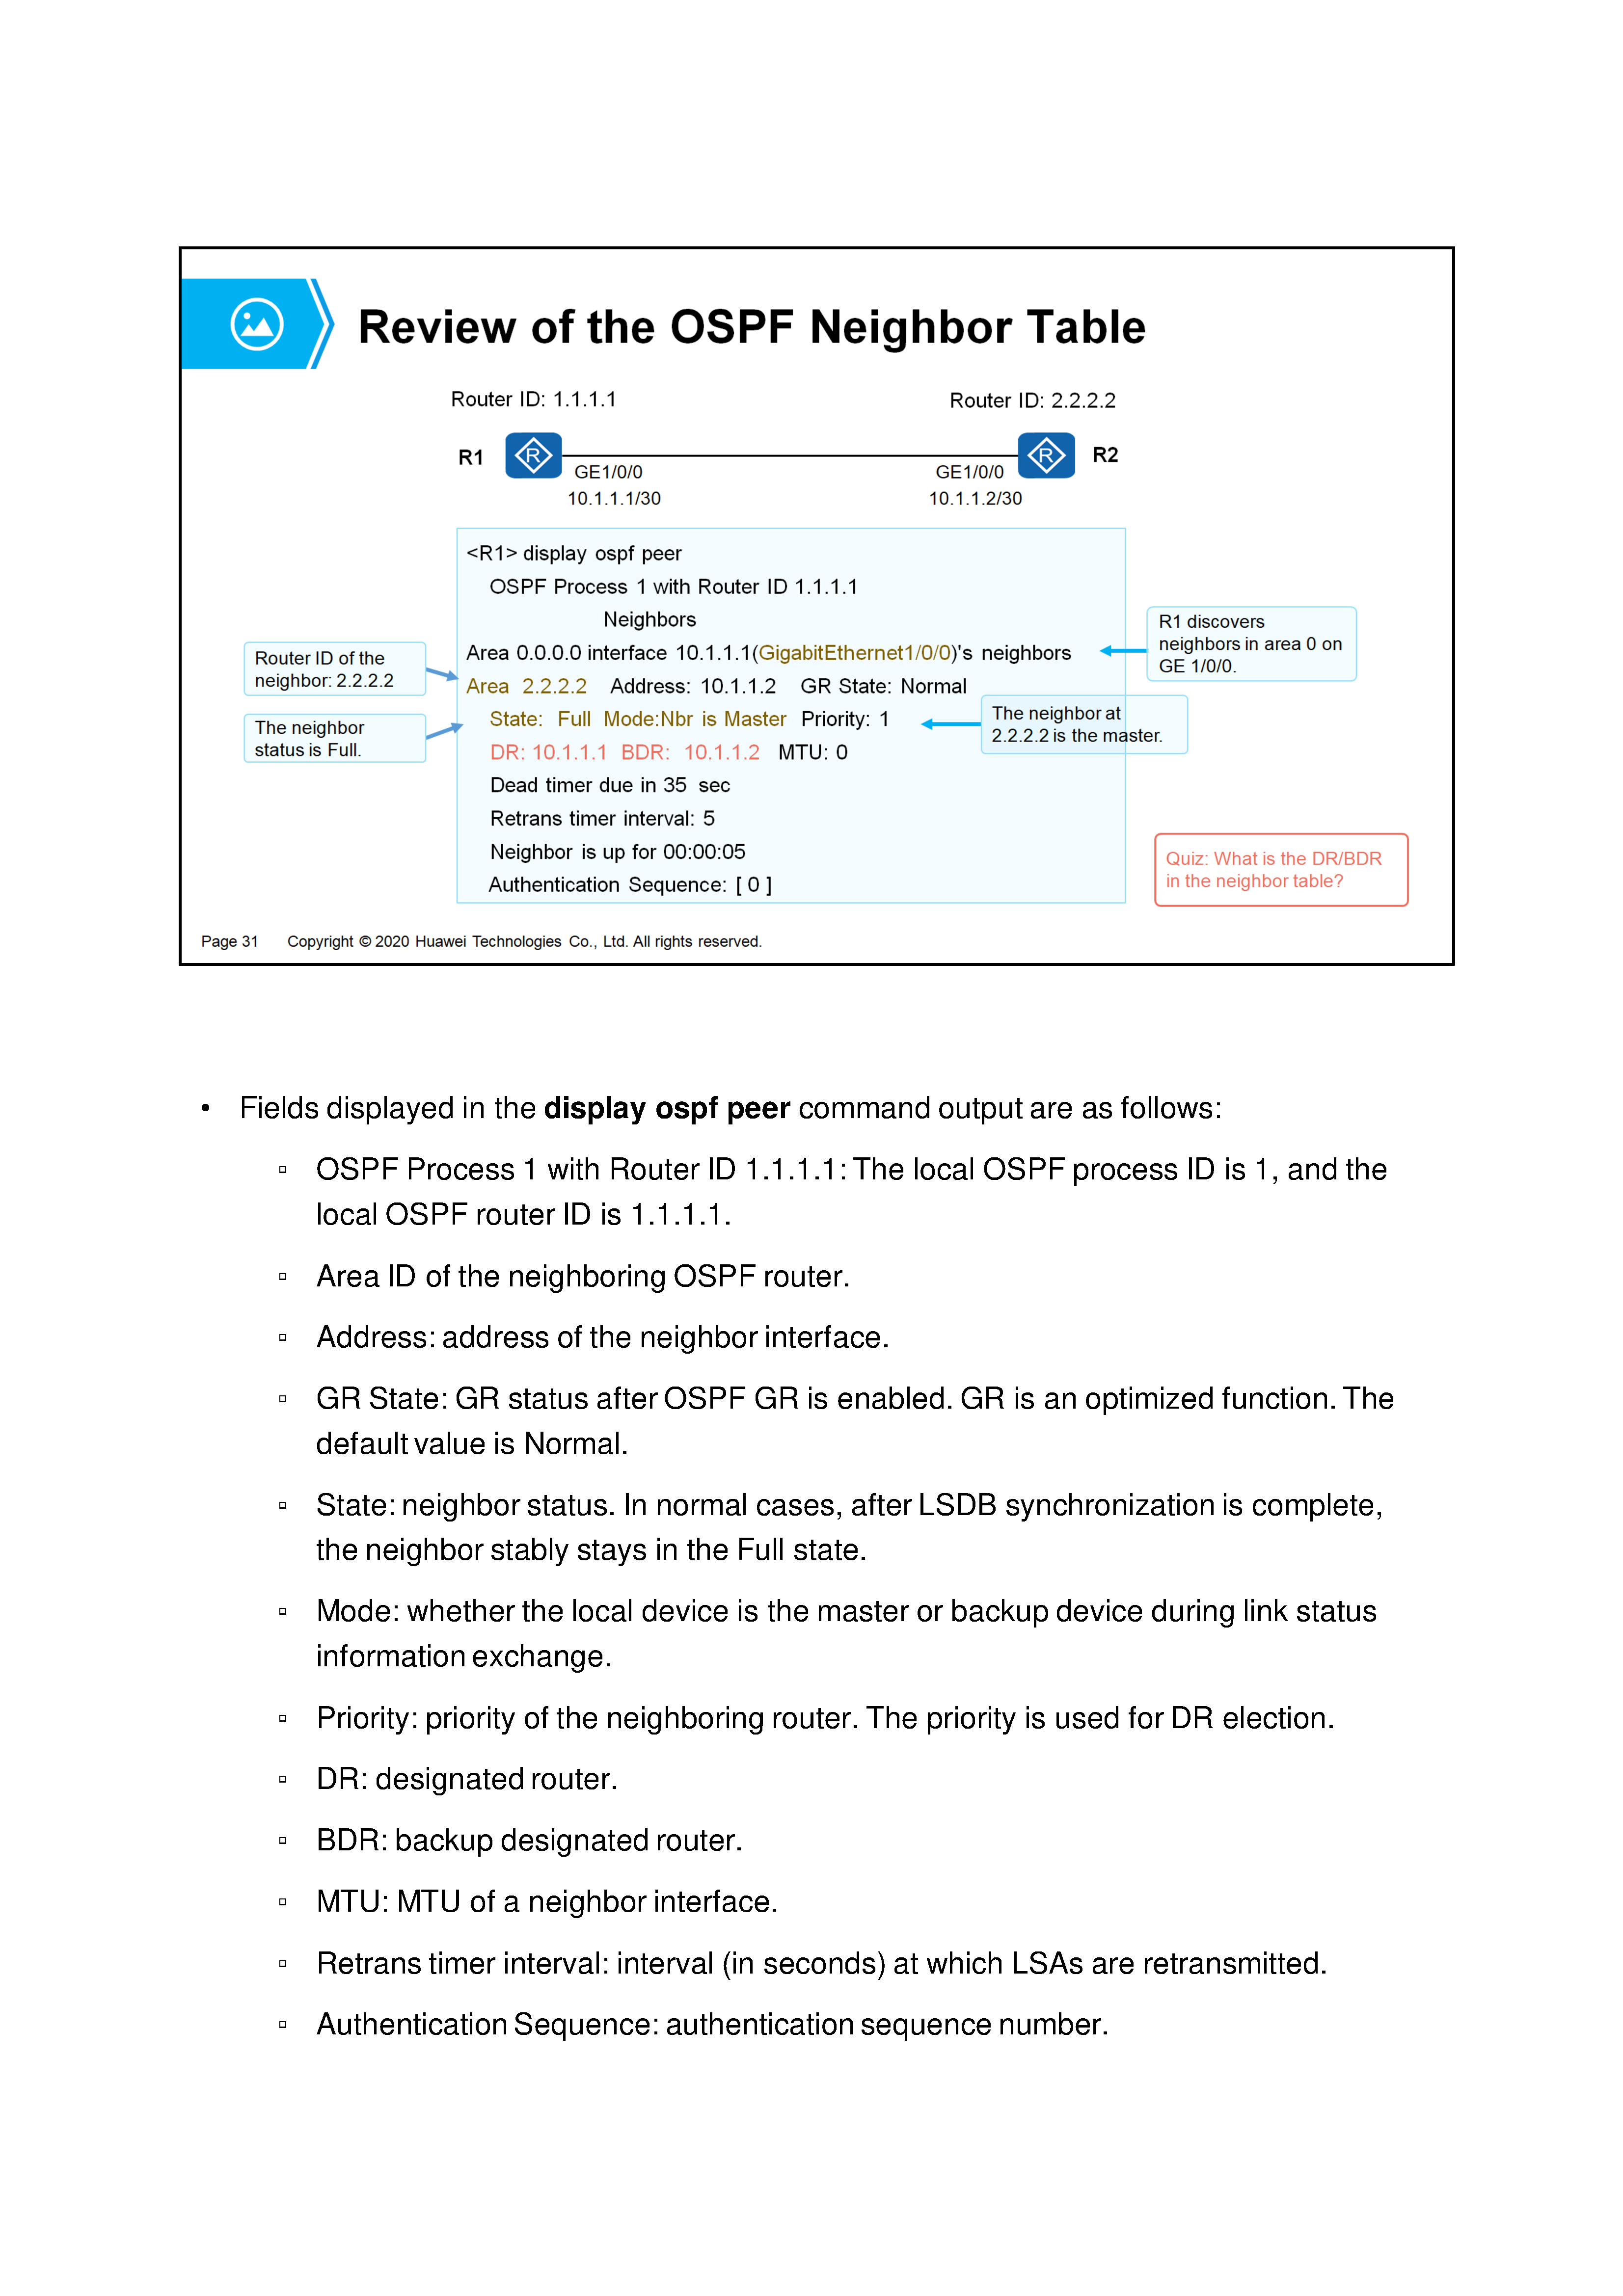 Review of the OSPF Neighbor Table
Router ID: 1.1.1.1
Router ID: 2.2.2.2
R1
R
R
R2
GE1/0/0
GE1/0/0
10.1.1.1/30
10.1.1.2/30
<R1> display ospf peer
OSPF Process 1 with Router ID 1.1.1.1
Neighbors
Area 0.0.0.0 interface 10.1.1.1(GigabitEthernet1/0/0)'s neighbors
Area 2.2.2.2 Address: 10.1.1.2 GR State: Normal
State: Full Mode:Nbr is Master Priority: 1
DR: 10.1.1.1 BDR: 10.1.1.2 MTU: 0
Dead timer due in 35 sec
Retrans timer interval: 5
Neighbor is up for 00:00:05
Authentication Sequence: [ 0 ]
Router ID of the
neighbor: 2.2.2.2
The neighbor
status is Full.
R1 discovers
neighbors in area 0 on
GE 1/0/0.
The neighbor at
2.2.2.2 is the master.
Quiz: What is the DR/BDR
in the neighbor table?
Page 31 Copyright © 2020 Huawei Technologies Co., Ltd. All rights reserved.
• Fields displayed in the display ospf peer command output are as follows:
▫ OSPF Process 1 with Router ID 1.1.1.1: The local OSPF process ID is 1, and the
local OSPF router ID is 1.1.1.1.
▫ Area ID of the neighboring OSPF router.
▫ Address: address of the neighbor interface.
▫ GR State: GR status after OSPF GR is enabled. GR is an optimized function. The
default value is Normal.
▫ State: neighbor status. In normal cases, after LSDB synchronization is complete,
the neighbor stably stays in the Full state.
▫ Mode: whether the local device is the master or backup device during link status
information exchange.
▫ Priority: priority of the neighboring router. The priority is used for DR election.
▫ DR: designated router.
▫ BDR: backup designated router.
▫ MTU: MTU of a neighbor interface.
▫ Retrans timer interval: interval (in seconds) at which LSAs are retransmitted.
▫ Authentication Sequence: authentication sequence number.